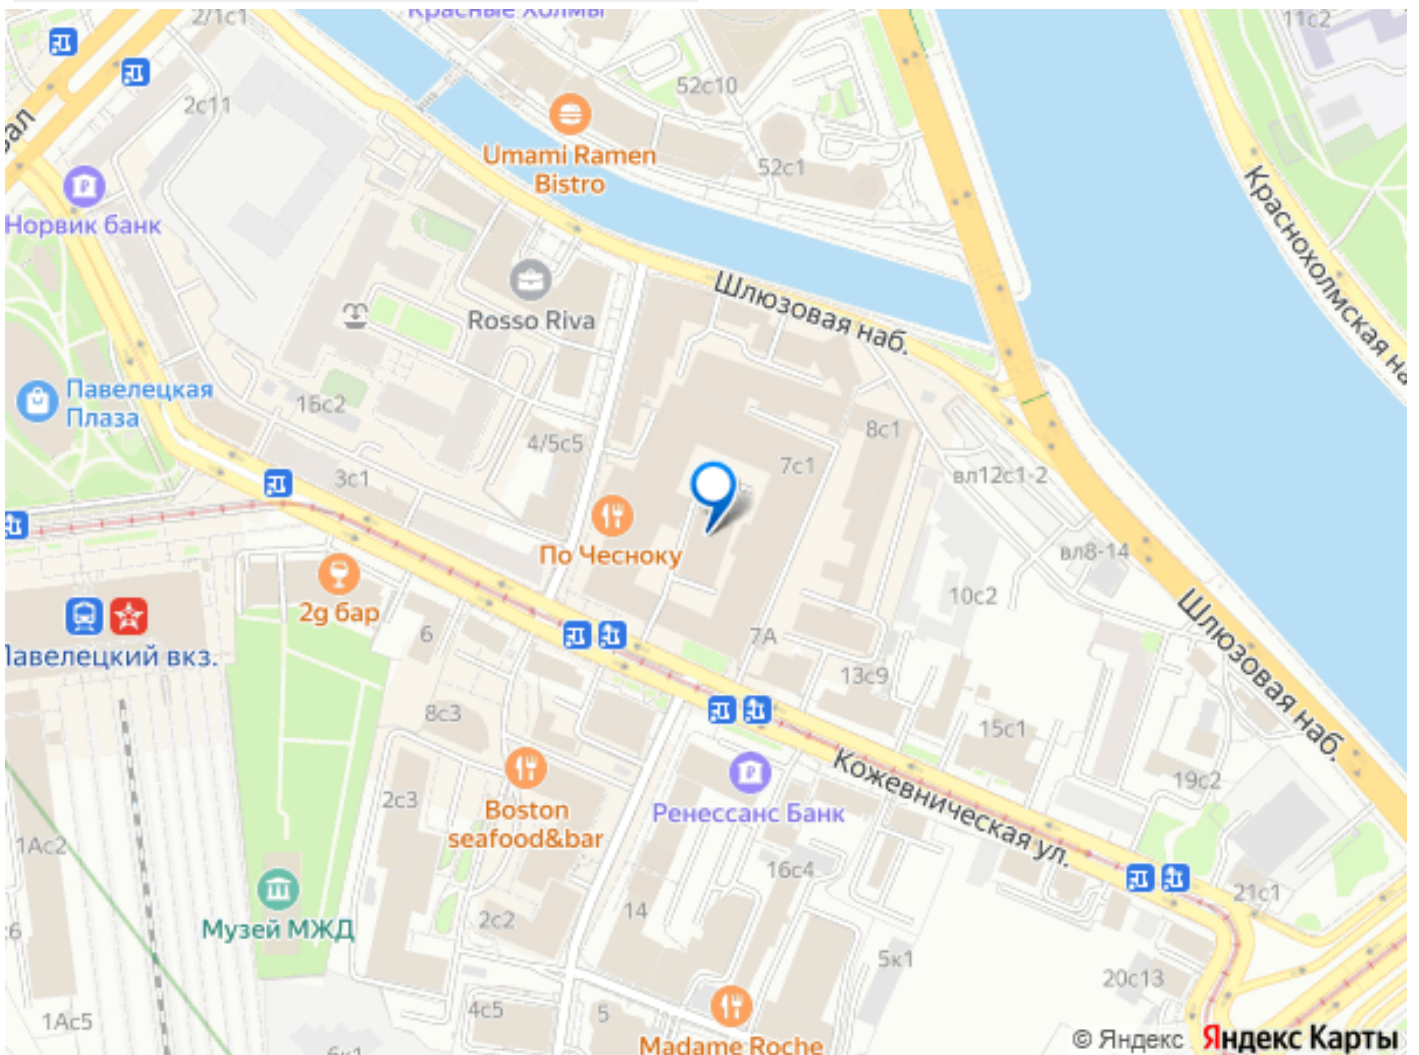 Красные Холмы
2/1с1
11с2
2с11
52с10
Umami Ramen
Bistro
52с1
Норвик банк
Краснохолмская на
Шлюзовая наб.
Rosso Riva
Павелецкая
Плаза
1Бс2
4/5с5
8с1
7с1
3с1
вл12с1-2
По Чесноку
вл8-14
2g бар
10с2
Шлюзовая наб.
6
7А
Павелецкий вкз.
13с9
8с3
15с1
Кожевническая ул.
19с2
2с3
Boston
seafood&bar
Ренессанс Банк
1Ас2
16с4
21с1
14
2с2
Музей МЖД
5к1
20с13
4с5
5
1Ас5
Madame Roche
© Яндекс Яндекс Карты